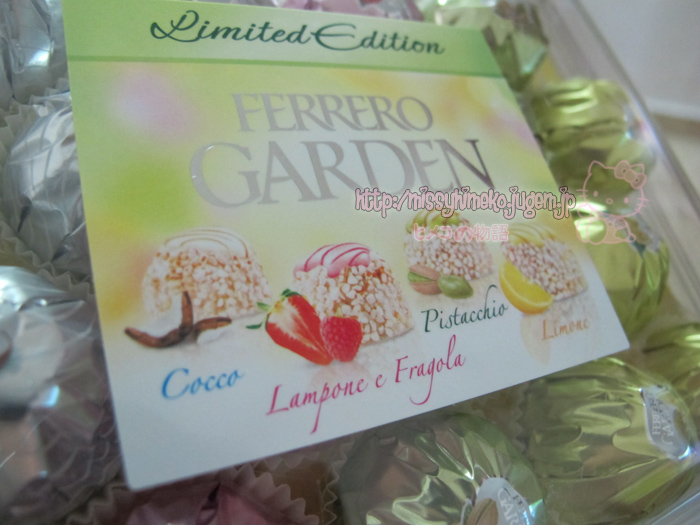 Limited Edition
FERRERO
GARDEN
http://missyhimeko.jugem.jp
Cocco
Lampone e Fragola
Pistacchio
Limone